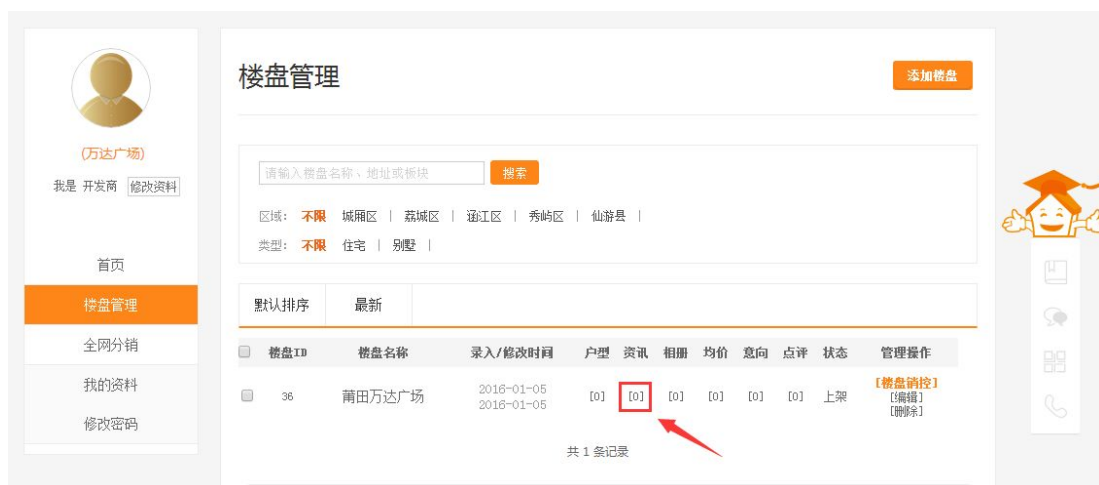 (万达广场)
我是 开发商 修改资料
首页
楼盘管理
全网分销
我的资料
修改密码
楼盘管理
添加楼盘
请输入楼盘名称、地址或板块 搜索
区域: 不限 城厢区 | 荔城区 | 涵江区 | 秀屿区 | 仙游县 |
类型: 不限 住宅 | 别墅 |
默认排序 最新
楼盘ID 楼盘名称 录入/修改时间 户型 资讯 相册 均价 意向 点评 状态 管理操作
36 莆田万达广场 2016-01-05 [0] [0] [0] [0] [0] [0] 上架 [楼盘销控]
2016-01-05 [编辑]
[删除]
共 1 条记录